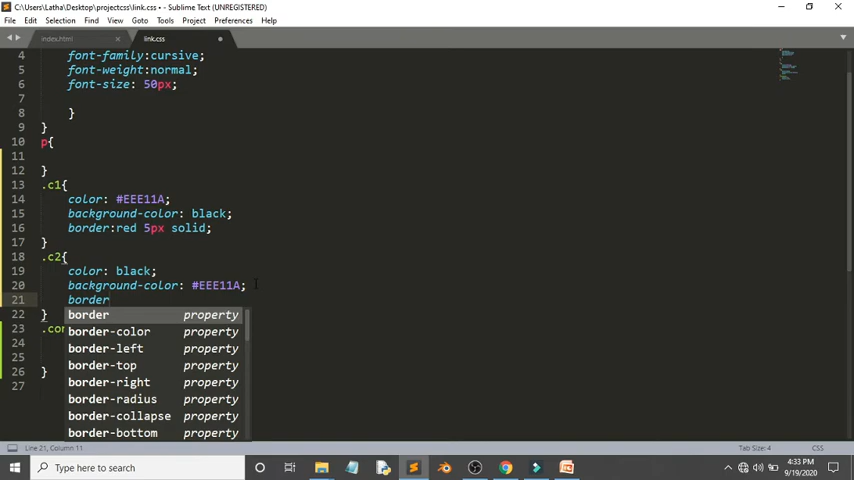 C:\Users\Latha\Desktop\projectcss\link.css • - Sublime Text (UNREGISTERED)
File Edit Selection Find View Goto Tools Project Preferences Help
index.html × link.css
4 font-family:cursive;
5 font-weight:normal;
6 font-size: 50px;
7
8 }
9 }
10 p{
11
12 }
13 .c1{
14 color: #EEE11A;
15 background-color: black;
16 border:red 5px solid;
17 }
18 .c2{
19 color: black;
20 background-color: #EEE11A;
21 border
22 }
23 .con
24
25
26 }
27
border property
border-color property
border-left property
border-top property
border-right property
border-radius property
border-collapse property
border-bottom property
Line 21, Column 11 Tab Size: 4 CSS
Type here to search
4:33 PM
9/19/2020